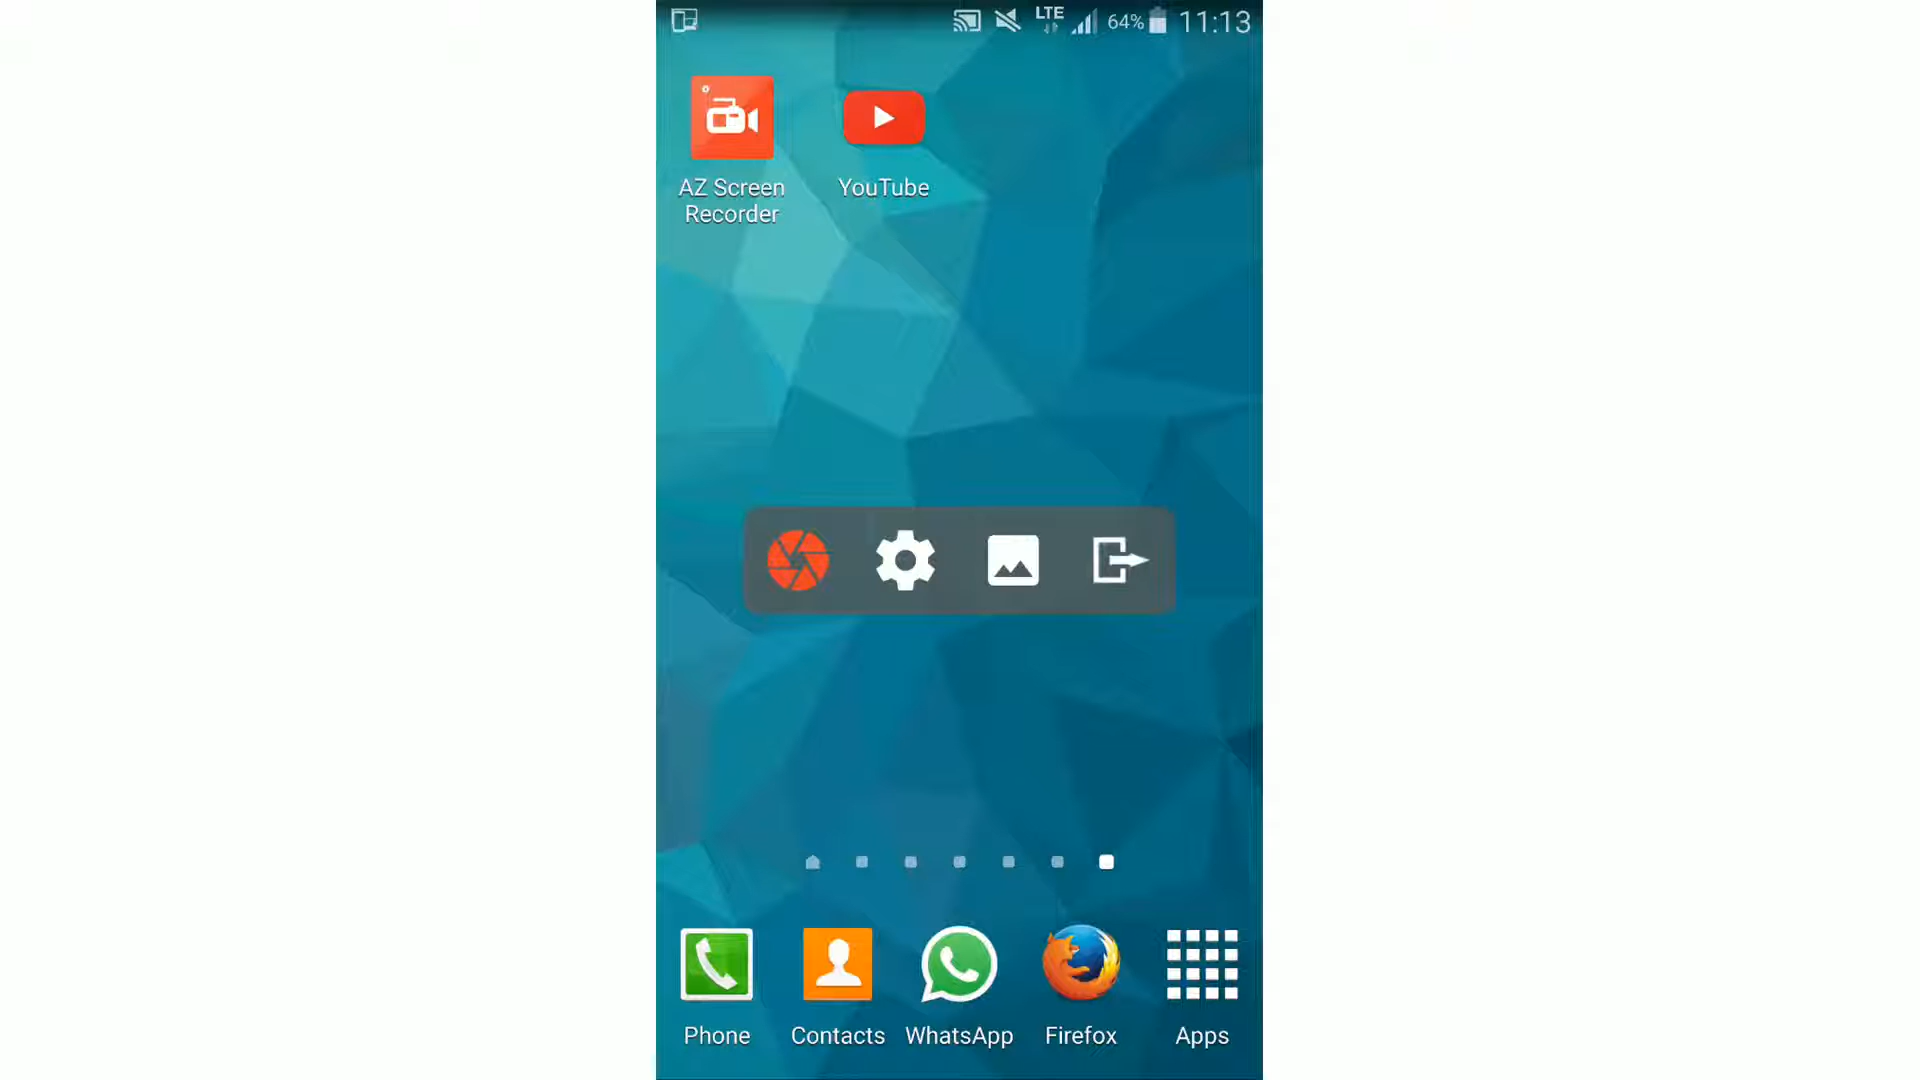 LTE
64% 11:13
AZ Screen
Recorder
YouTube
Phone
Contacts
WhatsApp
Firefox
Apps